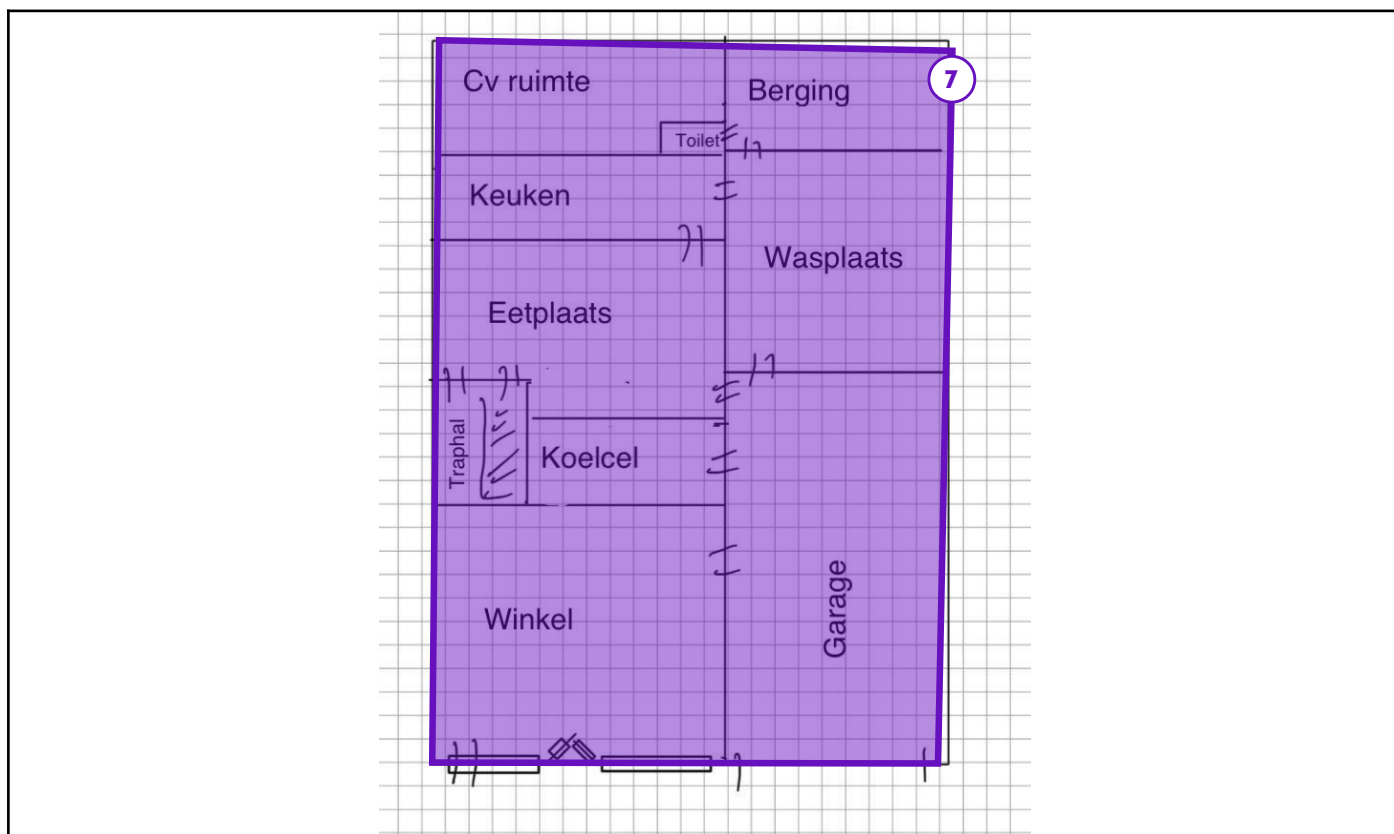 Cv ruimte
Berging
7
Toilet
Keuken
Wasplaats
Eetplaats
Traphal
Koelcel
Winkel
Garage